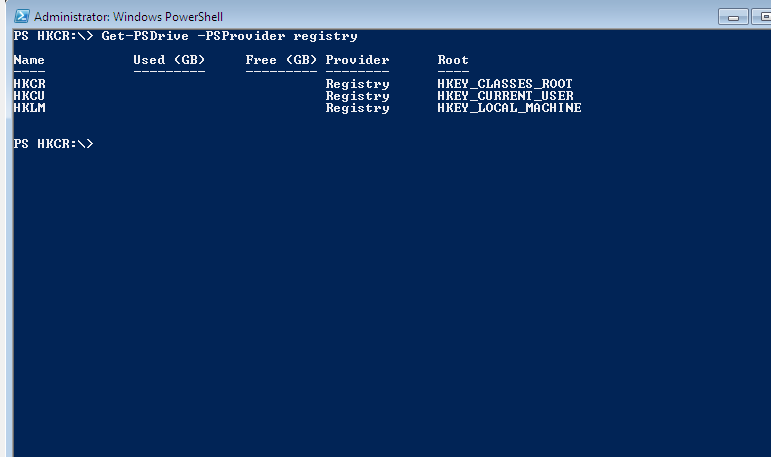 Administrator: Windows PowerShell
PS HKCR:\> Get-PSDrive -PSProvider registry
Name Used (GB) Free (GB) Provider Root
---- --------- --------- -------- ----
HKCR Registry HKEY_CLASSES_ROOT
HKCU Registry HKEY_CURRENT_USER
HKLM Registry HKEY_LOCAL_MACHINE
PS HKCR:\>